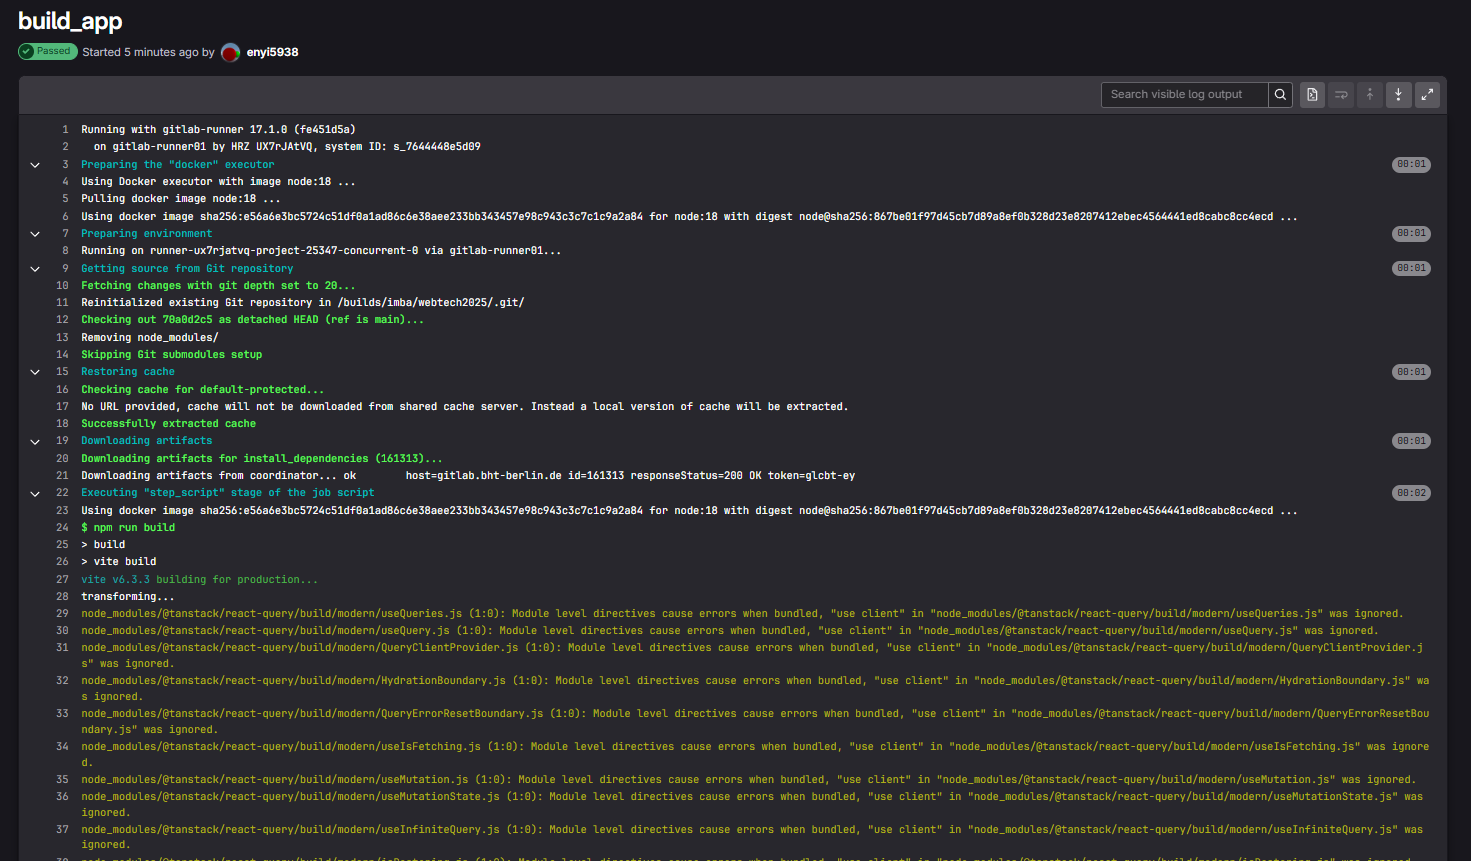 build_app
Passed Started 5 minutes ago by enyi5938
Search visible log output
1 Running with gitlab-runner 17.1.0 (fe451d5a)
2 on gitlab-runner01 by HRZ UX7rJAtVQ, system ID: s_7644448e5d09
3 Preparing the "docker" executor 00:01
4 Using Docker executor with image node:18 ...
5 Pulling docker image node:18 ...
6 Using docker image sha256:e56a6e3bc5724c51df0a1ad86c6e38aee233bb343457e98c943c3c7c1c9a2a84 for node:18 with digest node@sha256:867be01f97d45cb7d89a8ef0b328d23e8207412ebec4564441ed8cabc8cc4ecd ...
7 Preparing environment 00:01
8 Running on runner-ux7rjatvq-project-25347-concurrent-0 via gitlab-runner01...
9 Getting source from Git repository 00:01
10 Fetching changes with git depth set to 20...
11 Reinitialized existing Git repository in /builds/imba/webtech2025/.git/
12 Checking out 70a0d2c5 as detached HEAD (ref is main)...
13 Removing node_modules/
14 Skipping Git submodules setup
15 Restoring cache 00:01
16 Checking cache for default-protected...
17 No URL provided, cache will not be downloaded from shared cache server. Instead a local version of cache will be extracted.
18 Successfully extracted cache
19 Downloading artifacts 00:01
20 Downloading artifacts for install_dependencies (161313)...
21 Downloading artifacts from coordinator... ok host=gitlab.bht-berlin.de id=161313 responseStatus=200 OK token=glcbt-ey
22 Executing "step_script" stage of the job script 00:02
23 Using docker image sha256:e56a6e3bc5724c51df0a1ad86c6e38aee233bb343457e98c943c3c7c1c9a2a84 for node:18 with digest node@sha256:867be01f97d45cb7d89a8ef0b328d23e8207412ebec4564441ed8cabc8cc4ecd ...
24 $ npm run build
25 > build
26 > vite build
27 vite v6.3.3 building for production...
28 transforming...
29 node_modules/@tanstack/react-query/build/modern/useQueries.js (1:0): Module level directives cause errors when bundled, "use client" in "node_modules/@tanstack/react-query/build/modern/useQueries.js" was ignored.
30 node_modules/@tanstack/react-query/build/modern/useQuery.js (1:0): Module level directives cause errors when bundled, "use client" in "node_modules/@tanstack/react-query/build/modern/useQuery.js" was ignored.
31 node_modules/@tanstack/react-query/build/modern/QueryClientProvider.js (1:0): Module level directives cause errors when bundled, "use client" in "node_modules/@tanstack/react-query/build/modern/QueryClientProvider.j
s" was ignored.
32 node_modules/@tanstack/react-query/build/modern/HydrationBoundary.js (1:0): Module level directives cause errors when bundled, "use client" in "node_modules/@tanstack/react-query/build/modern/HydrationBoundary.js" wa
s ignored.
33 node_modules/@tanstack/react-query/build/modern/QueryErrorResetBoundary.js (1:0): Module level directives cause errors when bundled, "use client" in "node_modules/@tanstack/react-query/build/modern/QueryErrorResetBou
ndary.js" was ignored.
34 node_modules/@tanstack/react-query/build/modern/useIsFetching.js (1:0): Module level directives cause errors when bundled, "use client" in "node_modules/@tanstack/react-query/build/modern/useIsFetching.js" was ignore
d.
35 node_modules/@tanstack/react-query/build/modern/useMutation.js (1:0): Module level directives cause errors when bundled, "use client" in "node_modules/@tanstack/react-query/build/modern/useMutation.js" was ignored.
36 node_modules/@tanstack/react-query/build/modern/useMutationState.js (1:0): Module level directives cause errors when bundled, "use client" in "node_modules/@tanstack/react-query/build/modern/useMutationState.js" was
ignored.
37 node_modules/@tanstack/react-query/build/modern/useInfiniteQuery.js (1:0): Module level directives cause errors when bundled, "use client" in "node_modules/@tanstack/react-query/build/modern/useInfiniteQuery.js" was
ignored.